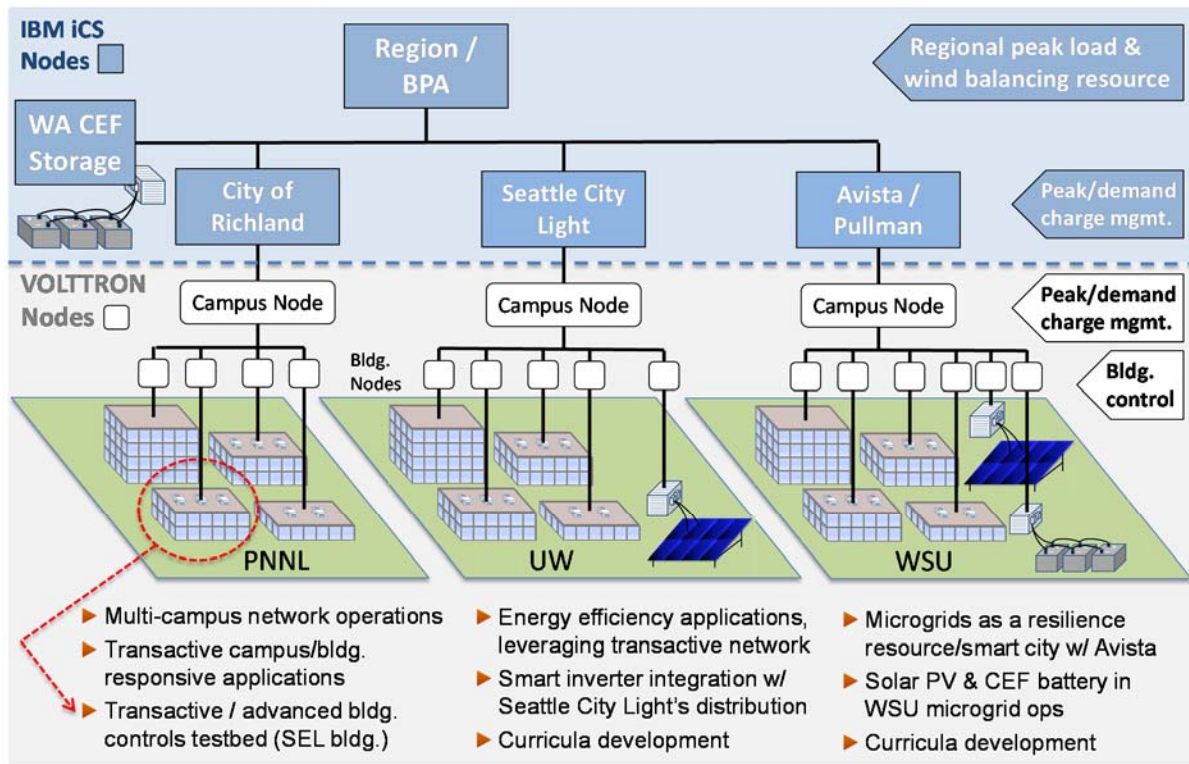 IBM iCS
Nodes
Region /
BPA
Regional peak load &
wind balancing resource
WA CEF
Storage
City of
Richland
Seattle City
Light
Avista /
Pullman
Peak/demand
charge mgmt.
VOLTTRON
Nodes
Campus Node
Campus Node
Campus Node
Peak/demand
charge mgmt.
Bldg.
Nodes
Bldg.
control
PNNL
UW
WSU
Multi-campus network operations
Transactive campus/bldg.
responsive applications
Transactive / advanced bldg.
controls testbed (SEL bldg.)
Energy efficiency applications,
leveraging transactive network
Smart inverter integration w/
Seattle City Light's distribution
Curricula development
Microgrids as a resilience
resource/smart city w/ Avista
Solar PV & CEF battery in
WSU microgrid ops
Curricula development